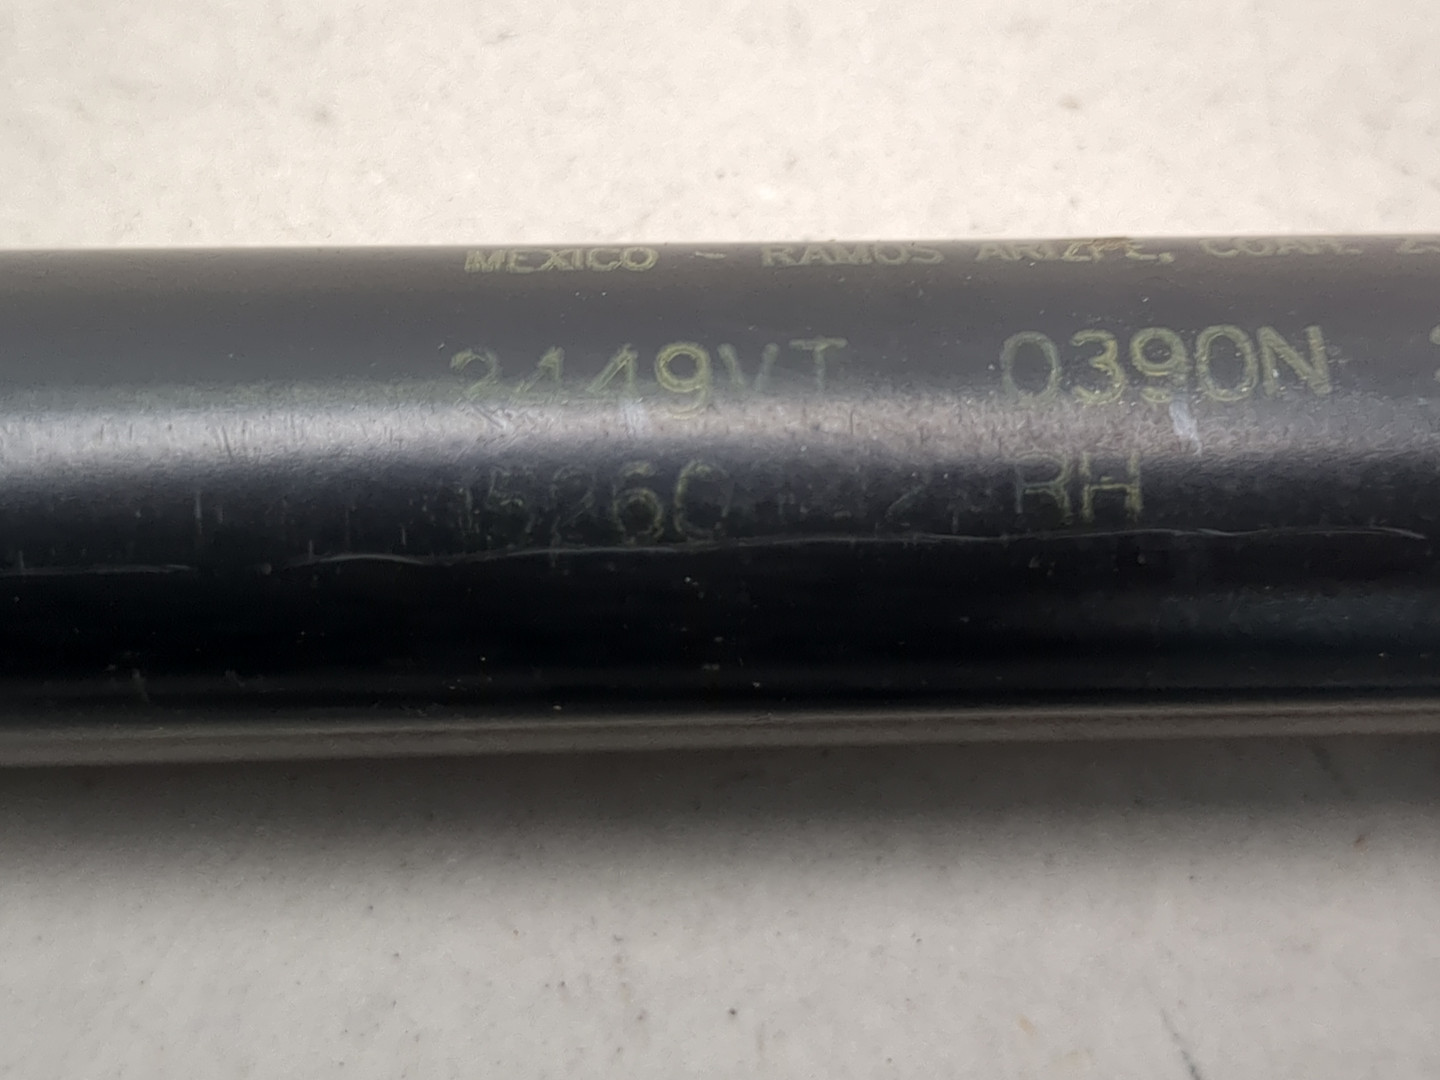 MEXICO - RAMOS ARIZPE, COAH.
2449VT 0390N
RH